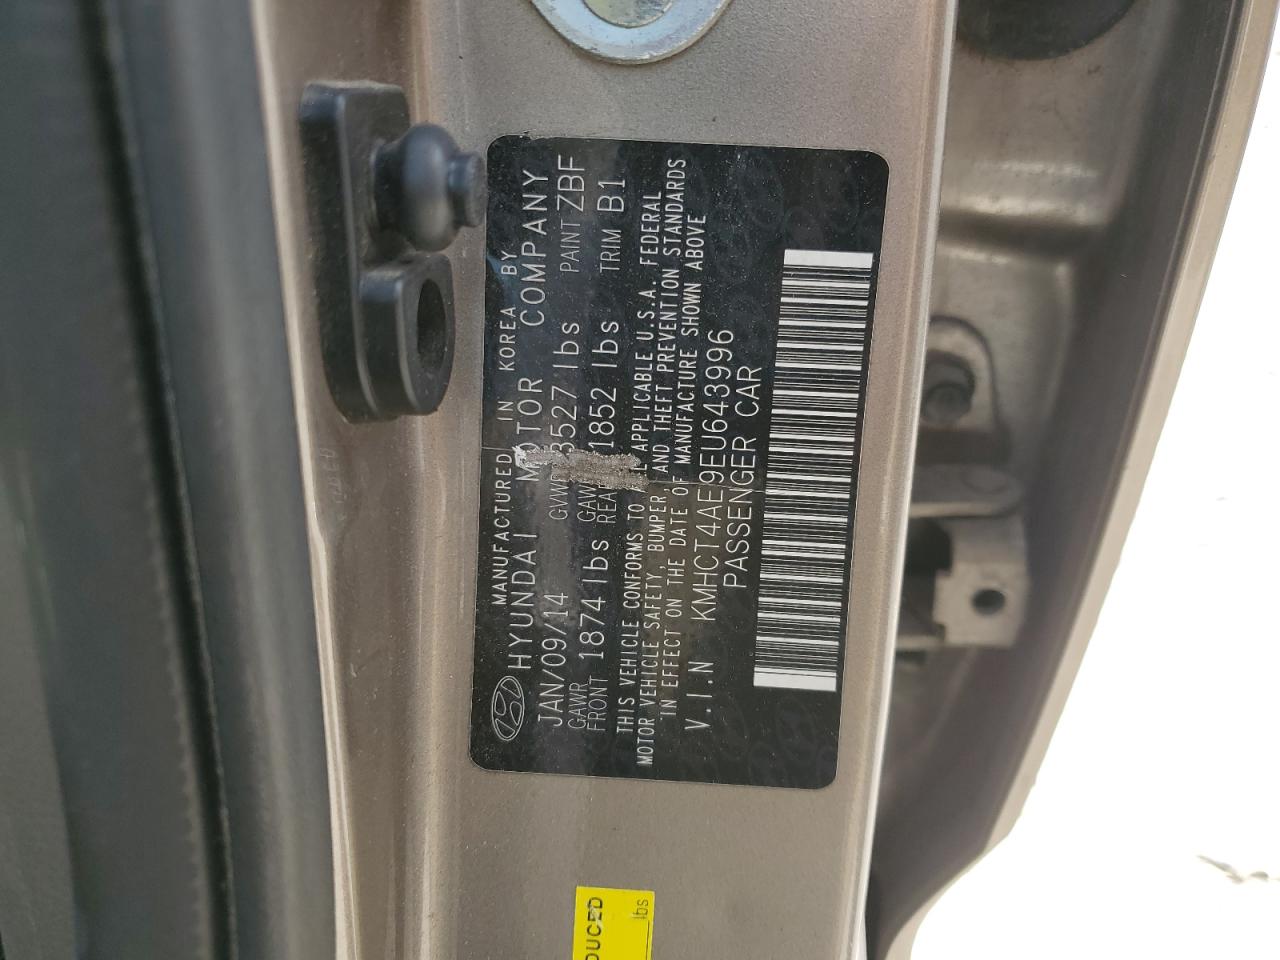 MANUFACTURED IN KOREA BY
HYUNDAI MOTOR COMPANY
JAN/09/14 GVWR 3527 lbs PAINT ZBF
GAWR FRONT 1874 lbs GAWR REAR 1852 lbs TRIM B1
THIS VEHICLE CONFORMS TO ALL APPLICABLE U.S.A. FEDERAL
MOTOR VEHICLE SAFETY, BUMPER, AND THEFT PREVENTION STANDARDS
IN EFFECT ON THE DATE OF MANUFACTURE SHOWN ABOVE
V.I.N KMHCT4AE9EU643996
PASSENGER CAR
DUCED
lbs